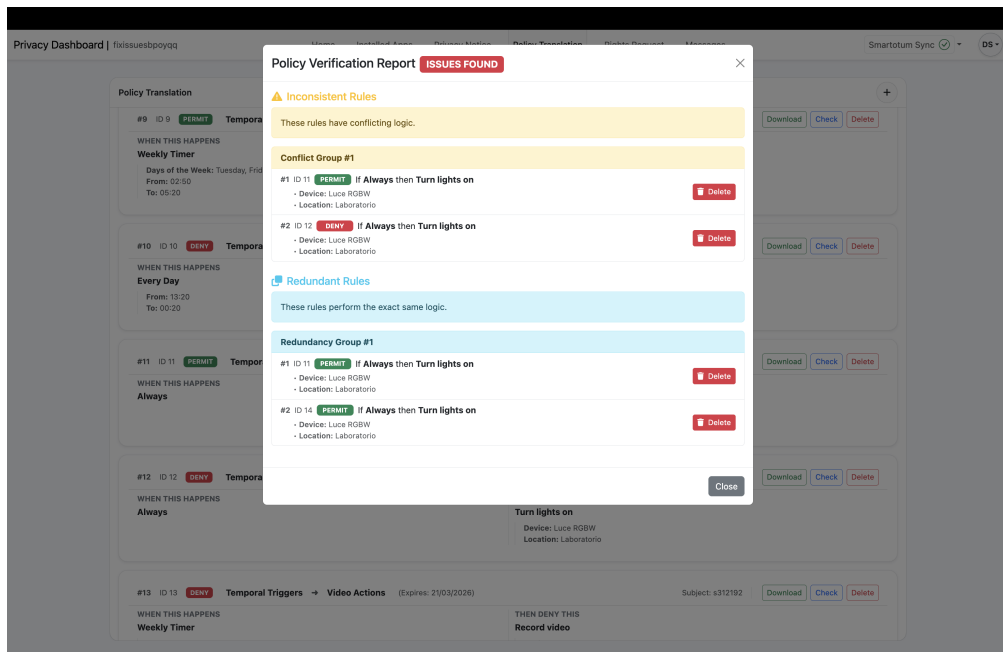 Privacy Dashboard | fixissuesbpoyqq
Home Installed Apps Privacy Notice Policy Translation Rights Request Messages
Smartotum Sync
DS
Policy Verification Report ISSUES FOUND
Inconsistent Rules
These rules have conflicting logic.
Conflict Group #1
#1 ID 11 PERMIT If Always then Turn lights on
• Device: Luce RGBW
• Location: Laboratorio
Delete
#2 ID 12 DENY If Always then Turn lights on
• Device: Luce RGBW
• Location: Laboratorio
Delete
Redundant Rules
These rules perform the exact same logic.
Redundancy Group #1
#1 ID 11 PERMIT If Always then Turn lights on
• Device: Luce RGBW
• Location: Laboratorio
Delete
#2 ID 14 PERMIT If Always then Turn lights on
• Device: Luce RGBW
• Location: Laboratorio
Delete
Close
Policy Translation
+
#9 ID 9 PERMIT Tempora
Download Check Delete
WHEN THIS HAPPENS
Weekly Timer
Days of the Week: Tuesday, Frid
From: 02:50
To: 05:20
#10 ID 10 DENY Tempora
Download Check Delete
WHEN THIS HAPPENS
Every Day
From: 13:20
To: 00:20
#11 ID 11 PERMIT Tempor
Download Check Delete
WHEN THIS HAPPENS
Always
#12 ID 12 DENY Tempora
Download Check Delete
WHEN THIS HAPPENS
Always
Turn lights on
Device: Luce RGBW
Location: Laboratorio
#13 ID 13 DENY Temporal Triggers → Video Actions (Expires: 21/03/2026)
Subject: s312192
Download Check Delete
WHEN THIS HAPPENS
Weekly Timer
THEN DENY THIS
Record video